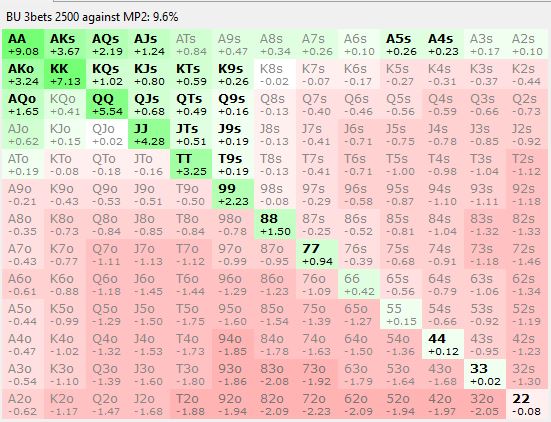 BU 3bets 2500 against MP2: 9.6%
AA AKs AQs AJs ATs A9s A8s A7s A6s A5s A4s A3s A2s
+9.08 +3.67 +2.19 +1.24 +0.84 +0.47 +0.34 +0.26 +0.10 +0.26 +0.23 +0.17 +0.10
AKo KK KQs KJs KTs K9s K8s K7s K6s K5s K4s K3s K2s
+3.24 +7.13 +1.02 +0.80 +0.59 +0.26 -0.02 -0.07 -0.17 -0.27 -0.31 -0.37 -0.44
AQo KQo QQ QJs QTs Q9s Q8s Q7s Q6s Q5s Q4s Q3s Q2s
+1.65 +0.41 +5.54 +0.68 +0.49 +0.16 -0.13 -0.40 -0.46 -0.56 -0.59 -0.66 -0.73
AJo KJo QJo JJ JTs J9s J8s J7s J6s J5s J4s J3s J2s
+0.62 +0.15 +0.02 +4.28 +0.51 +0.19 -0.13 -0.41 -0.71 -0.75 -0.78 -0.85 -0.92
ATo KTo QTo JTo TT T9s T8s T7s T6s T5s T4s T3s T2s
+0.19 -0.08 -0.18 -0.16 +3.25 +0.19 -0.13 -0.41 -0.71 -1.00 -0.98 -1.04 -1.12
A9o K9o Q9o J9o T9o 99 98s 97s 96s 95s 94s 93s 92s
-0.21 -0.43 -0.53 -0.51 -0.50 +2.23 -0.08 -0.29 -0.58 -0.87 -1.10 -1.11 -1.18
A8o K8o Q8o J8o T8o 98o 88 87s 86s 85s 84s 83s 82s
-0.35 -0.73 -0.84 -0.85 -0.84 -0.78 +1.50 -0.25 -0.52 -0.81 -1.04 -1.32 -1.33
A7o K7o Q7o J7o T7o 97o 87o 77 76s 75s 74s 73s 72s
-0.43 -0.77 -1.11 -1.13 -1.12 -0.99 -0.95 +0.94 -0.39 -0.68 -0.91 -1.18 -1.46
A6o K6o Q6o J6o T6o 96o 86o 76o 66 65s 64s 63s 62s
-0.61 -0.88 -1.18 -1.45 -1.44 -1.29 -1.23 -1.09 +0.42 -0.56 -0.79 -1.06 -1.34
A5o K5o Q5o J5o T5o 95o 85o 75o 65o 55 54s 53s 52s
-0.44 -0.99 -1.29 -1.50 -1.75 -1.60 -1.54 -1.39 -1.27 +0.15 -0.66 -0.92 -1.19
A4o K4o Q4o J4o T4o 94o 84o 74o 64o 54o 44 43s 42s
-0.47 -1.02 -1.32 -1.53 -1.73 -1.85 -1.78 -1.63 -1.50 -1.36 +0.12 -0.95 -1.23
A3o K3o Q3o J3o T3o 93o 83o 73o 63o 53o 43o 33 32s
-0.54 -1.10 -1.39 -1.60 -1.80 -1.86 -2.08 -1.92 -1.79 -1.64 -1.68 +0.02 -1.30
A2o K2o Q2o J2o T2o 92o 82o 72o 62o 52o 42o 32o 22
-0.62 -1.17 -1.47 -1.68 -1.88 -1.94 -2.09 -2.23 -2.09 -1.94 -1.97 -2.05 -0.08